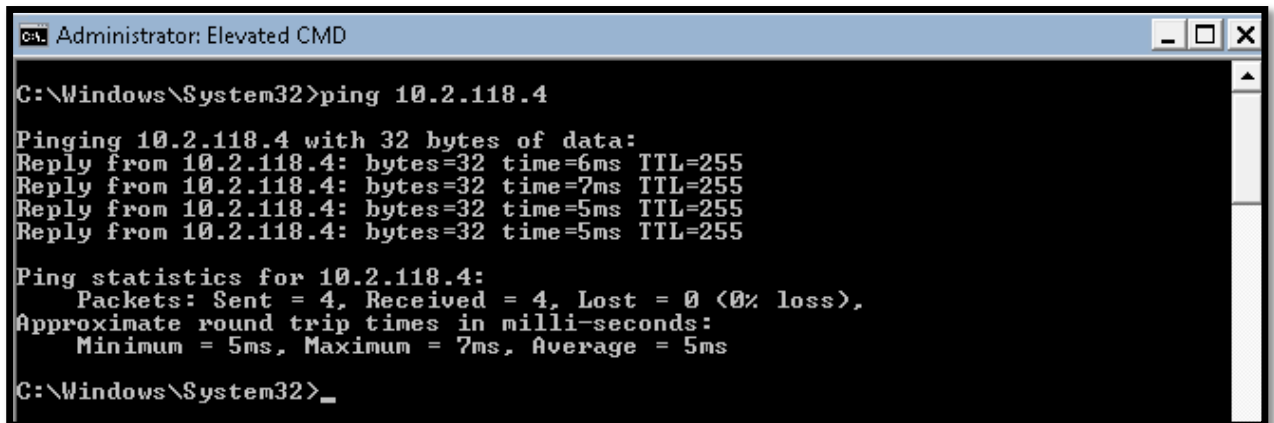 Administrator: Elevated CMD
C:\Windows\System32>ping 10.2.118.4
Pinging 10.2.118.4 with 32 bytes of data:
Reply from 10.2.118.4: bytes=32 time=6ms TTL=255
Reply from 10.2.118.4: bytes=32 time=7ms TTL=255
Reply from 10.2.118.4: bytes=32 time=5ms TTL=255
Reply from 10.2.118.4: bytes=32 time=5ms TTL=255
Ping statistics for 10.2.118.4:
    Packets: Sent = 4, Received = 4, Lost = 0 (0% loss),
Approximate round trip times in milli-seconds:
    Minimum = 5ms, Maximum = 7ms, Average = 5ms
C:\Windows\System32>_